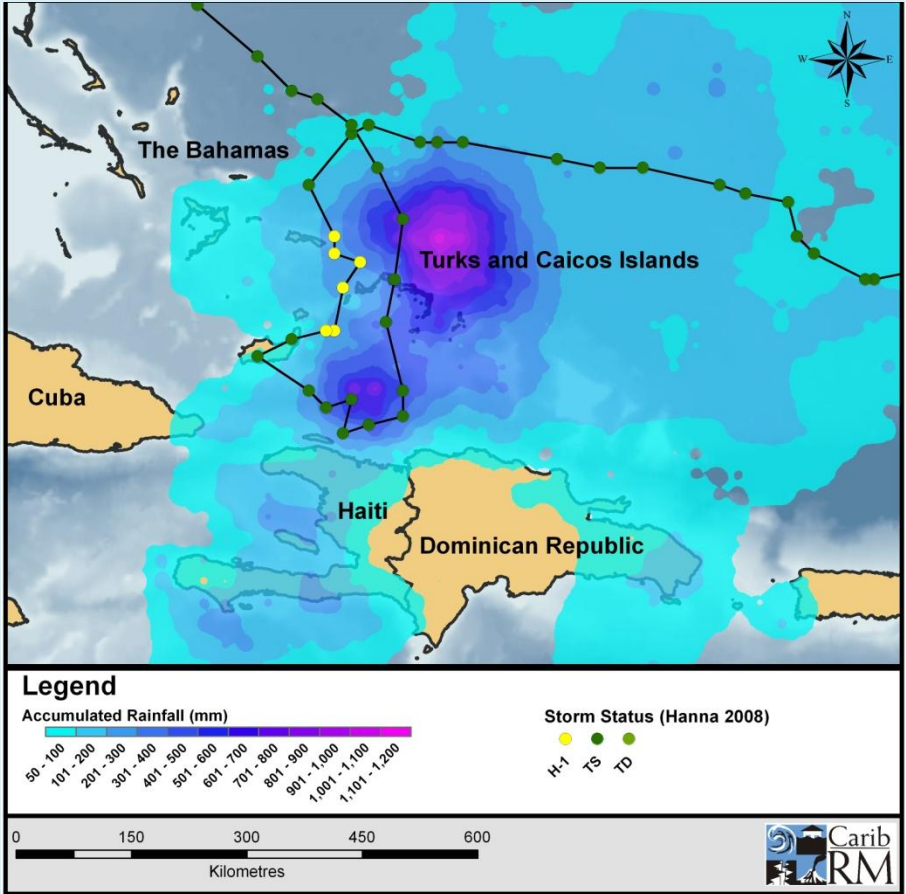 N
W E
S
The Bahamas
Turks and Caicos Islands
Cuba
Haiti
Dominican Republic
Legend
Accumulated Rainfall (mm)
50 - 100
101 - 200
201 - 300
301 - 400
401 - 500
501 - 600
601 - 700
701 - 800
801 - 900
901 - 1,000
1,001 - 1,100
1,101 - 1,200
Storm Status (Hanna 2008)
H-1
TS
TD
0 150 300 450 600
Kilometres
Carib
RM